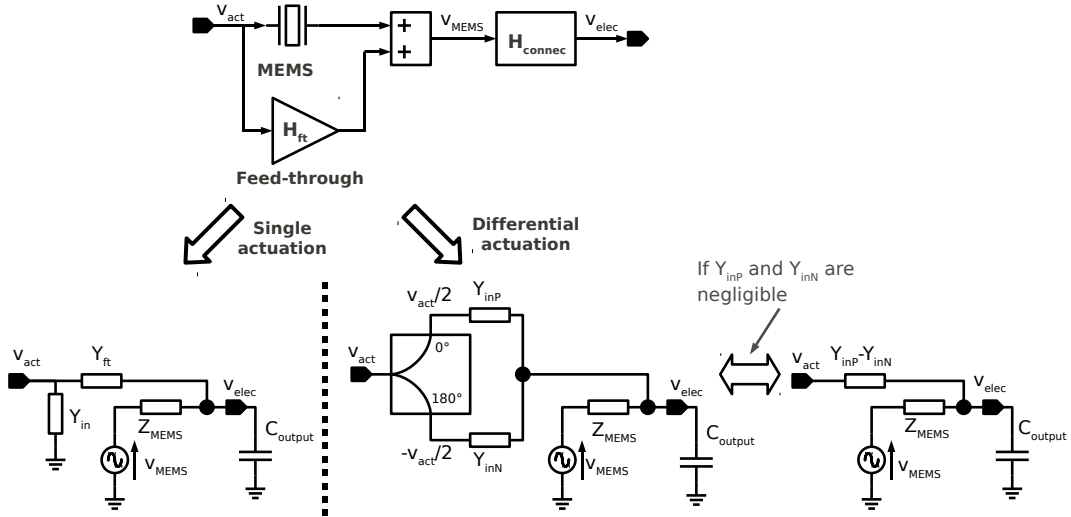 v_act
v_MEMS
v_elec
+
+
H_connec
MEMS
H_ft
Feed-through
Single
actuation
Differential
actuation
If Y_inP and Y_inN are
negligible
v_act/2
Y_inP
v_act
Y_ft
v_elec
Y_in
Z_MEMS
C_output
v_MEMS
v_act
0°
180°
-v_act/2
Y_inN
v_elec
Z_MEMS
C_output
v_MEMS
v_act
Y_inP-Y_inN
v_elec
Z_MEMS
C_output
v_MEMS